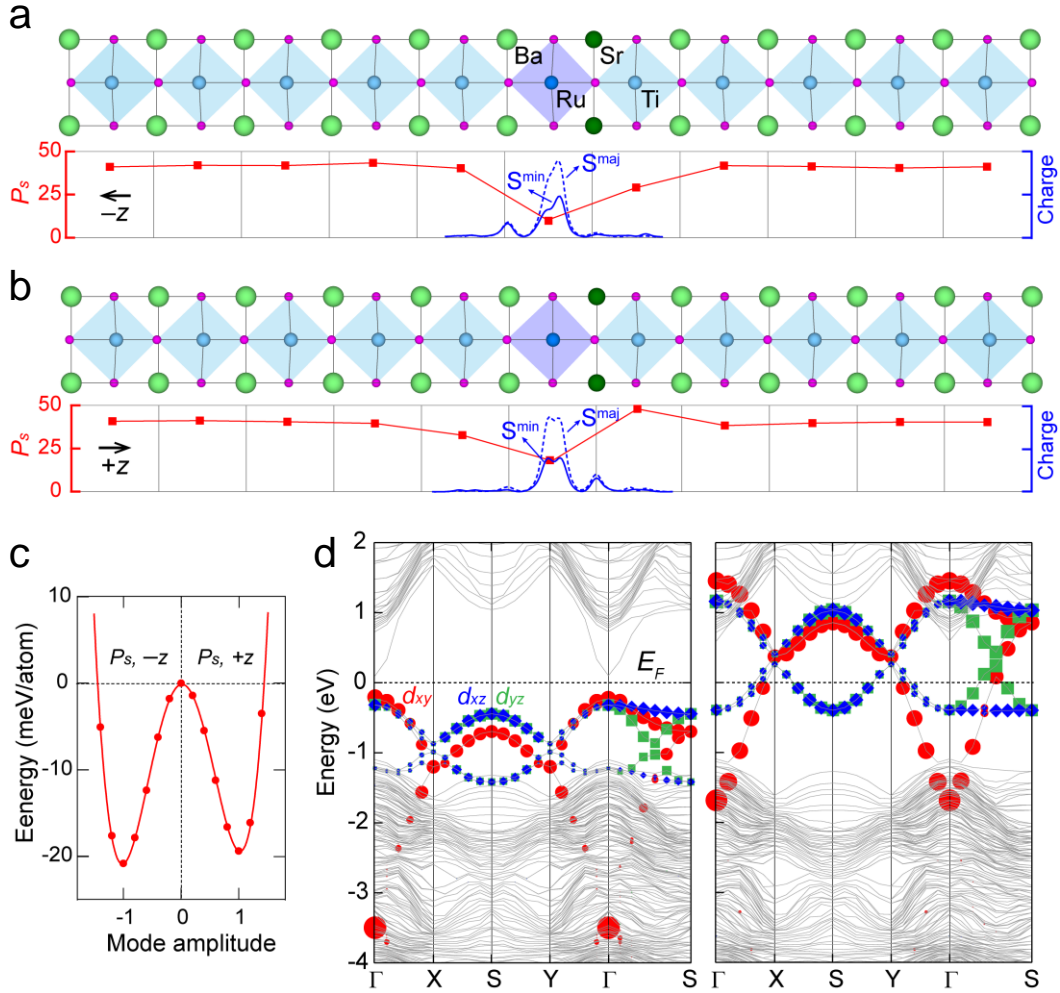 a
Ba Sr
Ru Ti
50
25
0
Ps
−z
Smin
Smaj
Charge
b
50
25
0
Ps
+z
Smin
Smaj
Charge
c
10
0
-10
-20
Eenergy (meV/atom)
Ps, −z
Ps, +z
-1 0 1
Mode amplitude
d
2
1
0
-1
-2
-3
-4
Energy (eV)
EF
dxy dxz dyz
Γ X S Y Γ S
Γ X S Y Γ S